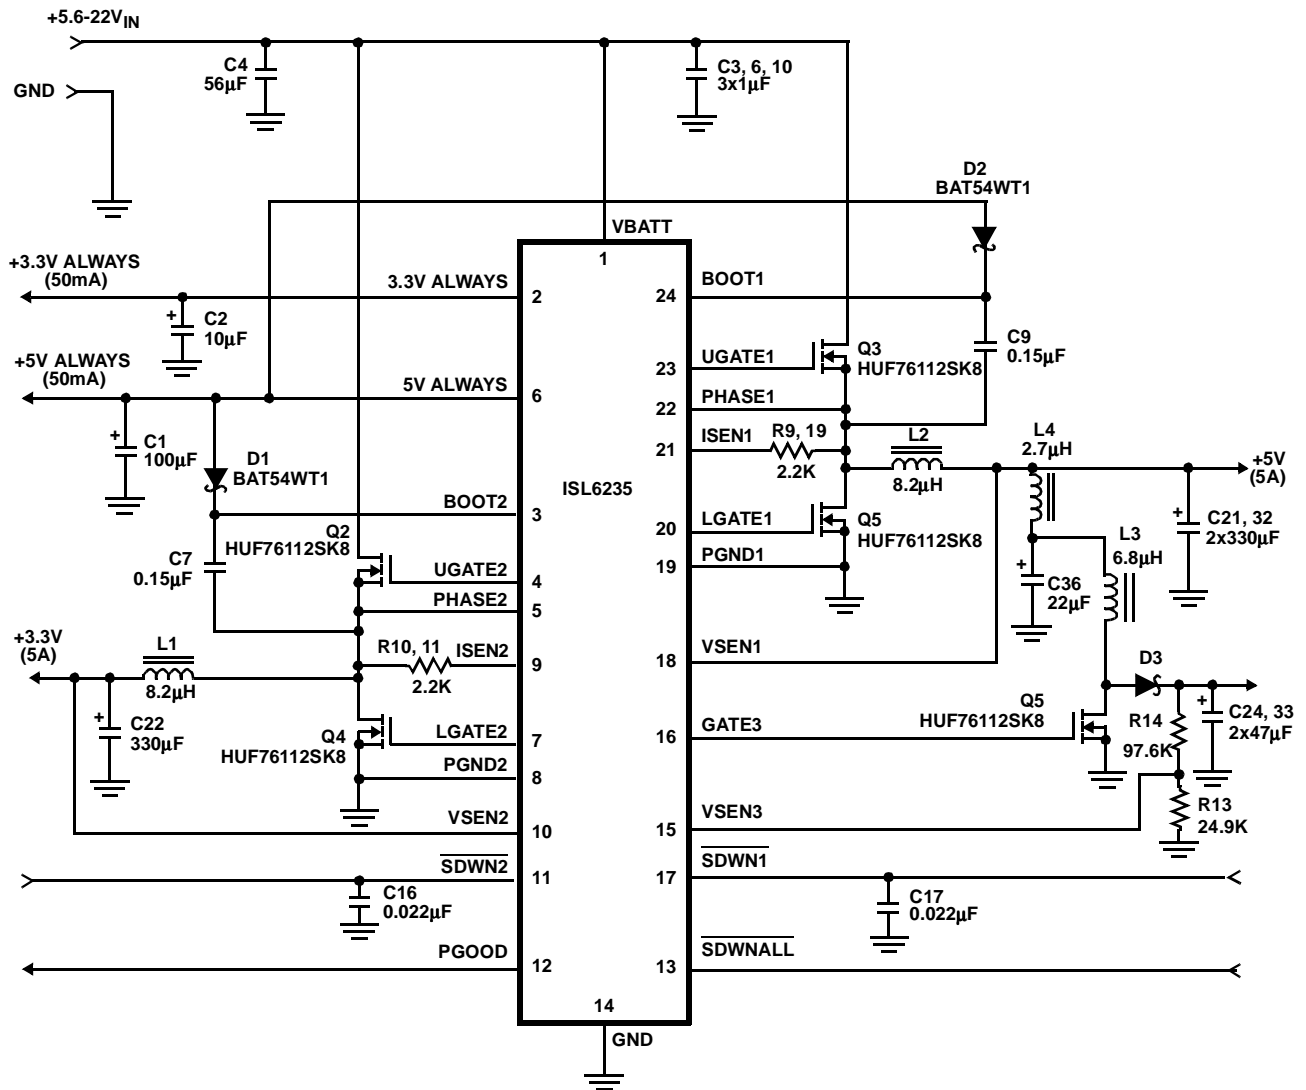 +5.6-22VIN
GND
C4
56µF
C3, 6, 10
3x1µF
D2
BAT54WT1
VBATT
1
+3.3V ALWAYS
(50mA)
3.3V ALWAYS
2
24
BOOT1
+
C2
10µF
C9
0.15µF
+5V ALWAYS
(50mA)
5V ALWAYS
6
23
UGATE1
Q3
HUF76112SK8
22
PHASE1
+
C1
100µF
21
ISEN1
R9, 19
2.2K
L2
8.2µH
L4
2.7µH
+5V
(5A)
D1
BAT54WT1
ISL6235
BOOT2
3
20
LGATE1
Q5
HUF76112SK8
+
C21, 32
2x330µF
Q2
HUF76112SK8
L3
6.8µH
C7
0.15µF
UGATE2
4
19
PGND1
+
C36
22µF
PHASE2
5
+3.3V
(5A)
L1
8.2µH
R10, 11
2.2K
ISEN2
9
18
VSEN1
D3
+
C22
330µF
Q4
HUF76112SK8
LGATE2
7
16
GATE3
Q5
HUF76112SK8
R14
97.6K
+
C24, 33
2x47µF
PGND2
8
VSEN2
10
15
VSEN3
R13
24.9K
SDWN2
11
17
SDWN1
C16
0.022µF
C17
0.022µF
PGOOD
12
13
SDWNALL
14
GND